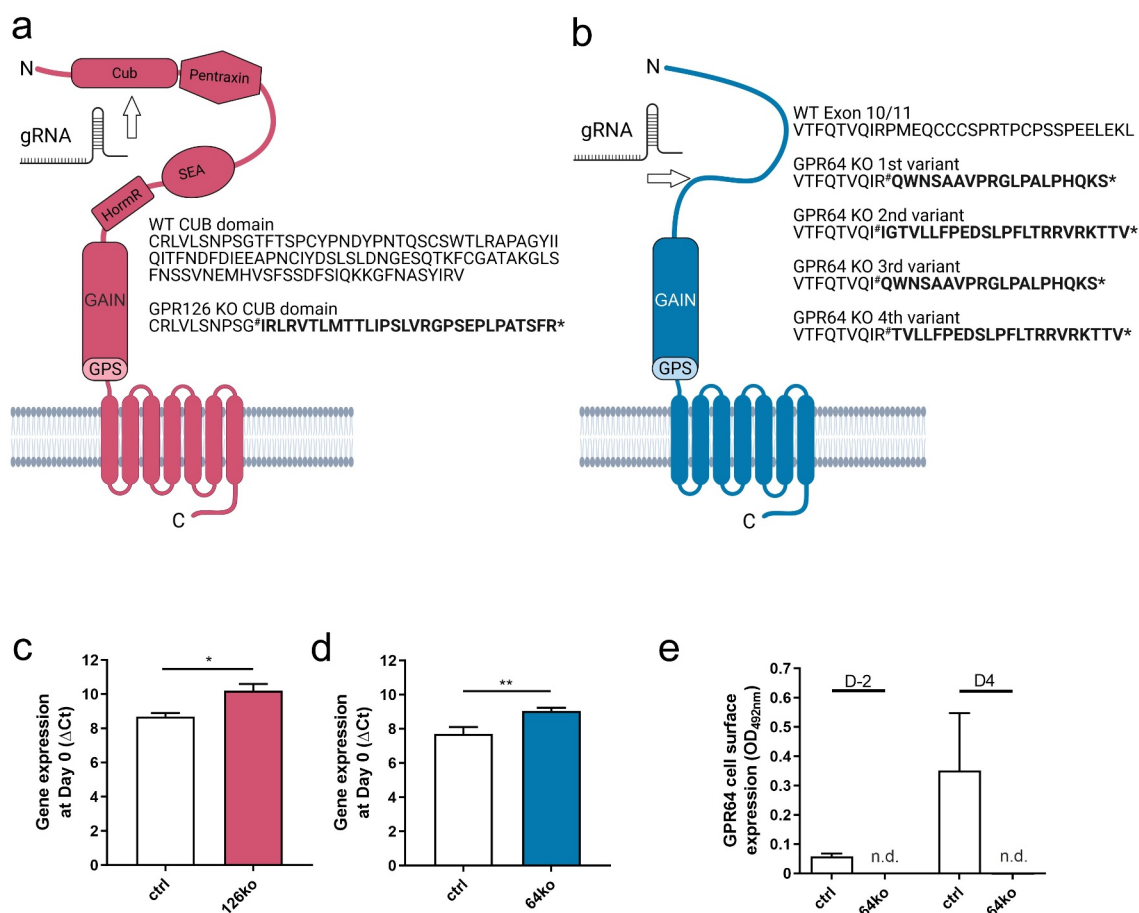 a
N
Cub
Pentraxin
gRNA
SEA
HormR
WT CUB domain
CRLVLSNPSGTFTSPCYPNDYPNTQSCSWTLRAPAGYII
QITFNDFDIEEAPNCIYDSLSLDNGESQTKFCGATAKGLS
FNSSVNEMHVSFSSDFSIQKKGFNASYIRV
GAIN
GPR126 KO CUB domain
CRLVLSNPSG#IRLRVTLMTTLIPSLVRGPSEPLPATSFR*
GPS
C
b
N
WT Exon 10/11
VTFQTVQIRPMEQCCCSPRTPCPSSPEELEKL
gRNA
GPR64 KO 1st variant
VTFQTVQIR#QWNSAAVPRGLPALPHQKS*
GPR64 KO 2nd variant
VTFQTVQI#IGTVLLFPEDSLPFLTRRVRKTTV*
GPR64 KO 3rd variant
VTFQTVQI#QWNSAAVPRGLPALPHQKS*
GAIN
GPR64 KO 4th variant
VTFQTVQIR#TVLLFPEDSLPFLTRRVRKTTV*
GPS
C
c
Gene expression
at Day 0 (ΔCt)
12
10
8
6
4
2
0
*
ctrl
126ko
d
Gene expression
at Day 0 (ΔCt)
12
10
8
6
4
2
0
**
ctrl
64ko
e
GPR64 cell surface
expression (OD492nm)
0.7
0.6
0.5
0.4
0.3
0.2
0.1
0
D-2
D4
n.d.
n.d.
ctrl
64ko
ctrl
64ko